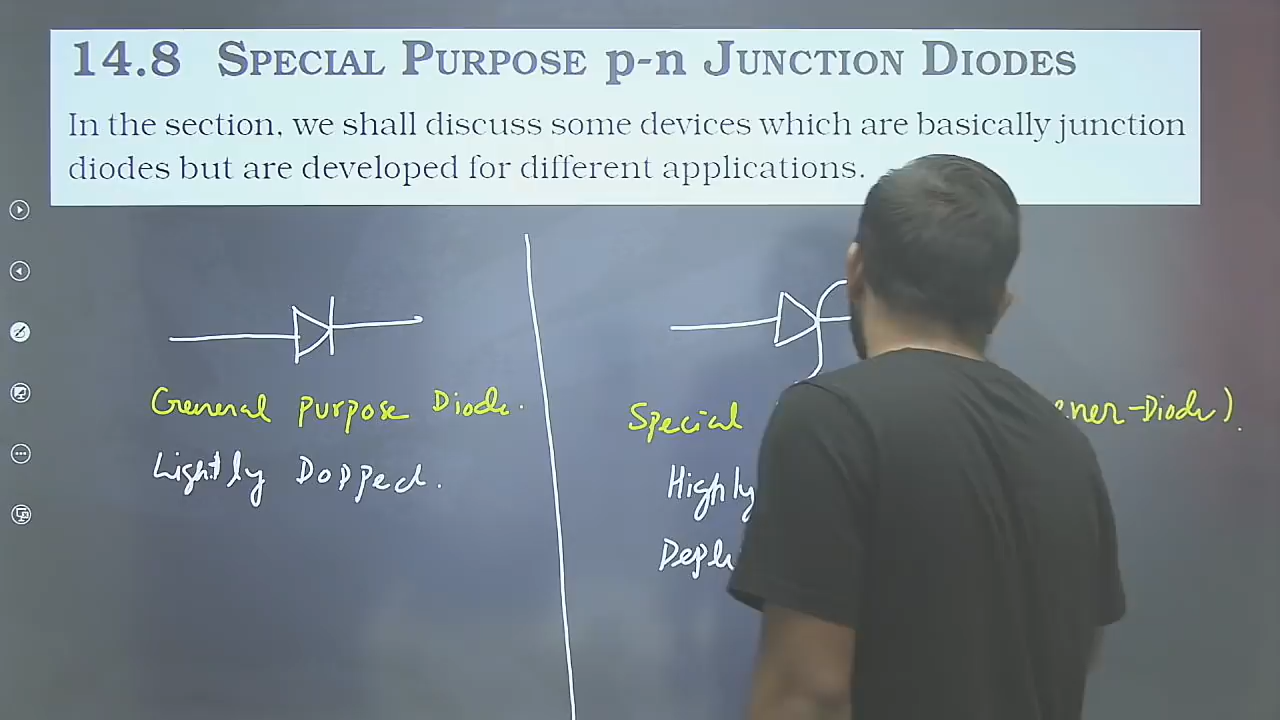 14.8 SPECIAL PURPOSE p-n JUNCTION DIODES
In the section, we shall discuss some devices which are basically junction
diodes but are developed for different applications.
General purpose Diode.
Lightly Dopped.
Special
ener-Diode).
Highly